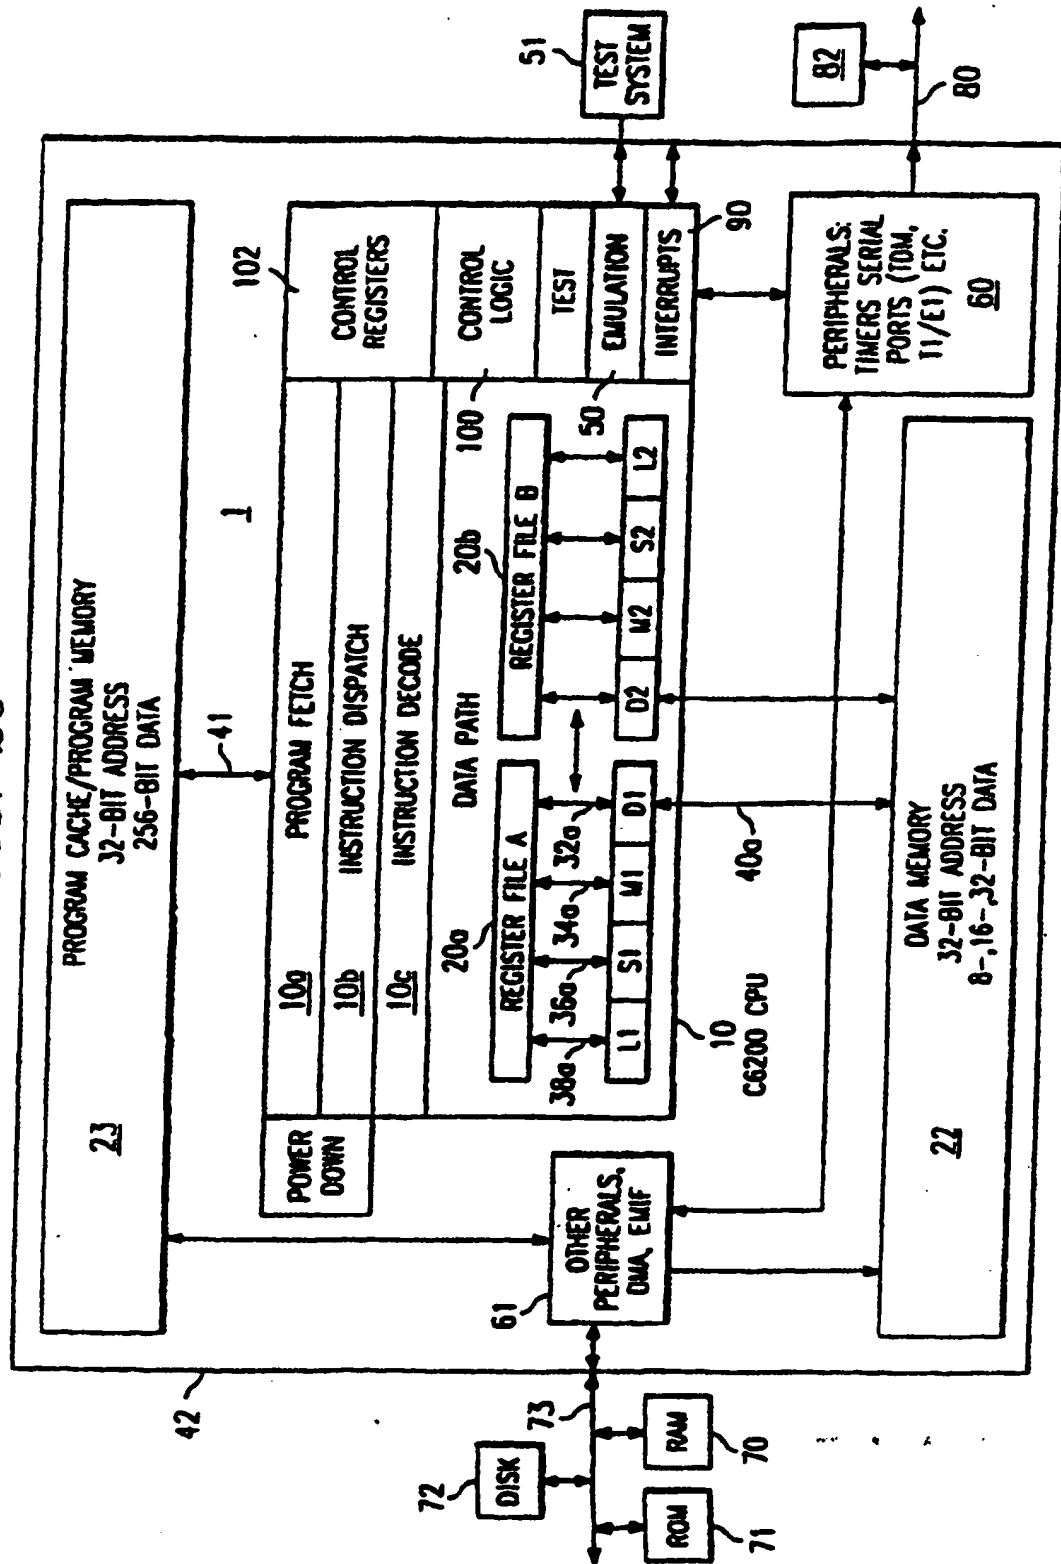 PROGRAM CACHE/PROGRAM MEMORY
32-BIT ADDRESS
256-BIT DATA
23
42
41
1
102
POWER
DOWN
10a
PROGRAM FETCH
10b
INSTRUCTION DISPATCH
10c
INSTRUCTION DECODE
CONTROL
REGISTERS
CONTROL
LOGIC
TEST
EMULATION
INTERRUPTS
100
50
90
DATA PATH
20a
REGISTER FILE A
20b
REGISTER FILE B
38a
36a
34a
32a
L1
S1
M1
D1
D2
M2
S2
L2
10
C6200 CPU
40a
51
TEST
SYSTEM
61
OTHER
PERIPHERALS,
DMA, EMIF
PERIPHERALS:
TIMERS SERIAL
PORTS (TDM,
T1/E1) ETC.
60
82
80
72
DISK
73
ROM
71
RAM
70
22
DATA MEMORY
32-BIT ADDRESS
8-,16-,32-BIT DATA